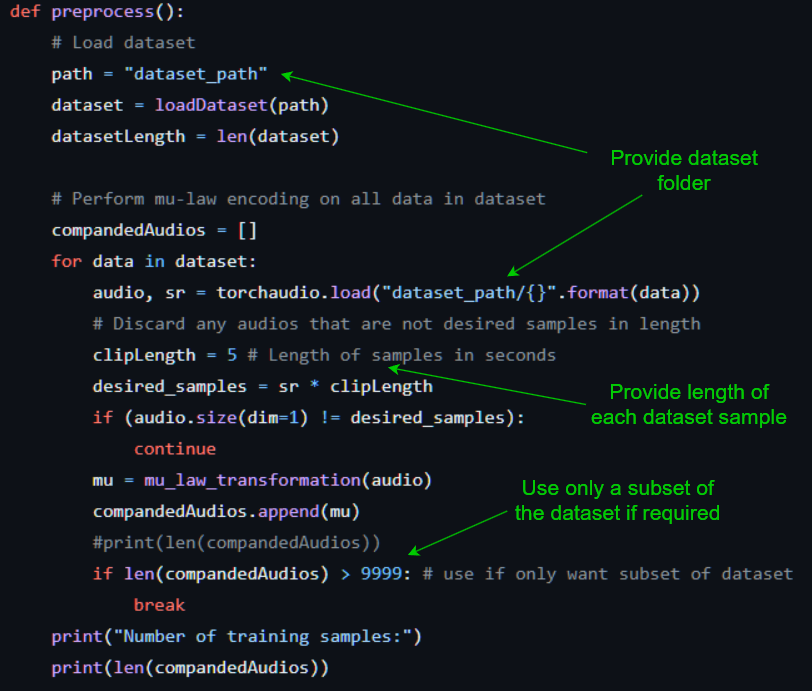 def preprocess():
    # Load dataset
    path = "dataset_path"
    dataset = loadDataset(path)
    datasetLength = len(dataset)
    # Perform mu-law encoding on all data in dataset
    compandedAudios = []
    for data in dataset:
        audio, sr = torchaudio.load("dataset_path/{}".format(data))
        # Discard any audios that are not desired samples in length
        clipLength = 5 # Length of samples in seconds
        desired_samples = sr * clipLength
        if (audio.size(dim=1) != desired_samples):
            continue
        mu = mu_law_transformation(audio)
        compandedAudios.append(mu)
        #print(len(compandedAudios))
        if len(compandedAudios) > 9999: # use if only want subset of dataset
            break
    print("Number of training samples:")
    print(len(compandedAudios))
Provide dataset
folder
Provide length of
each dataset sample
Use only a subset of
the dataset if required